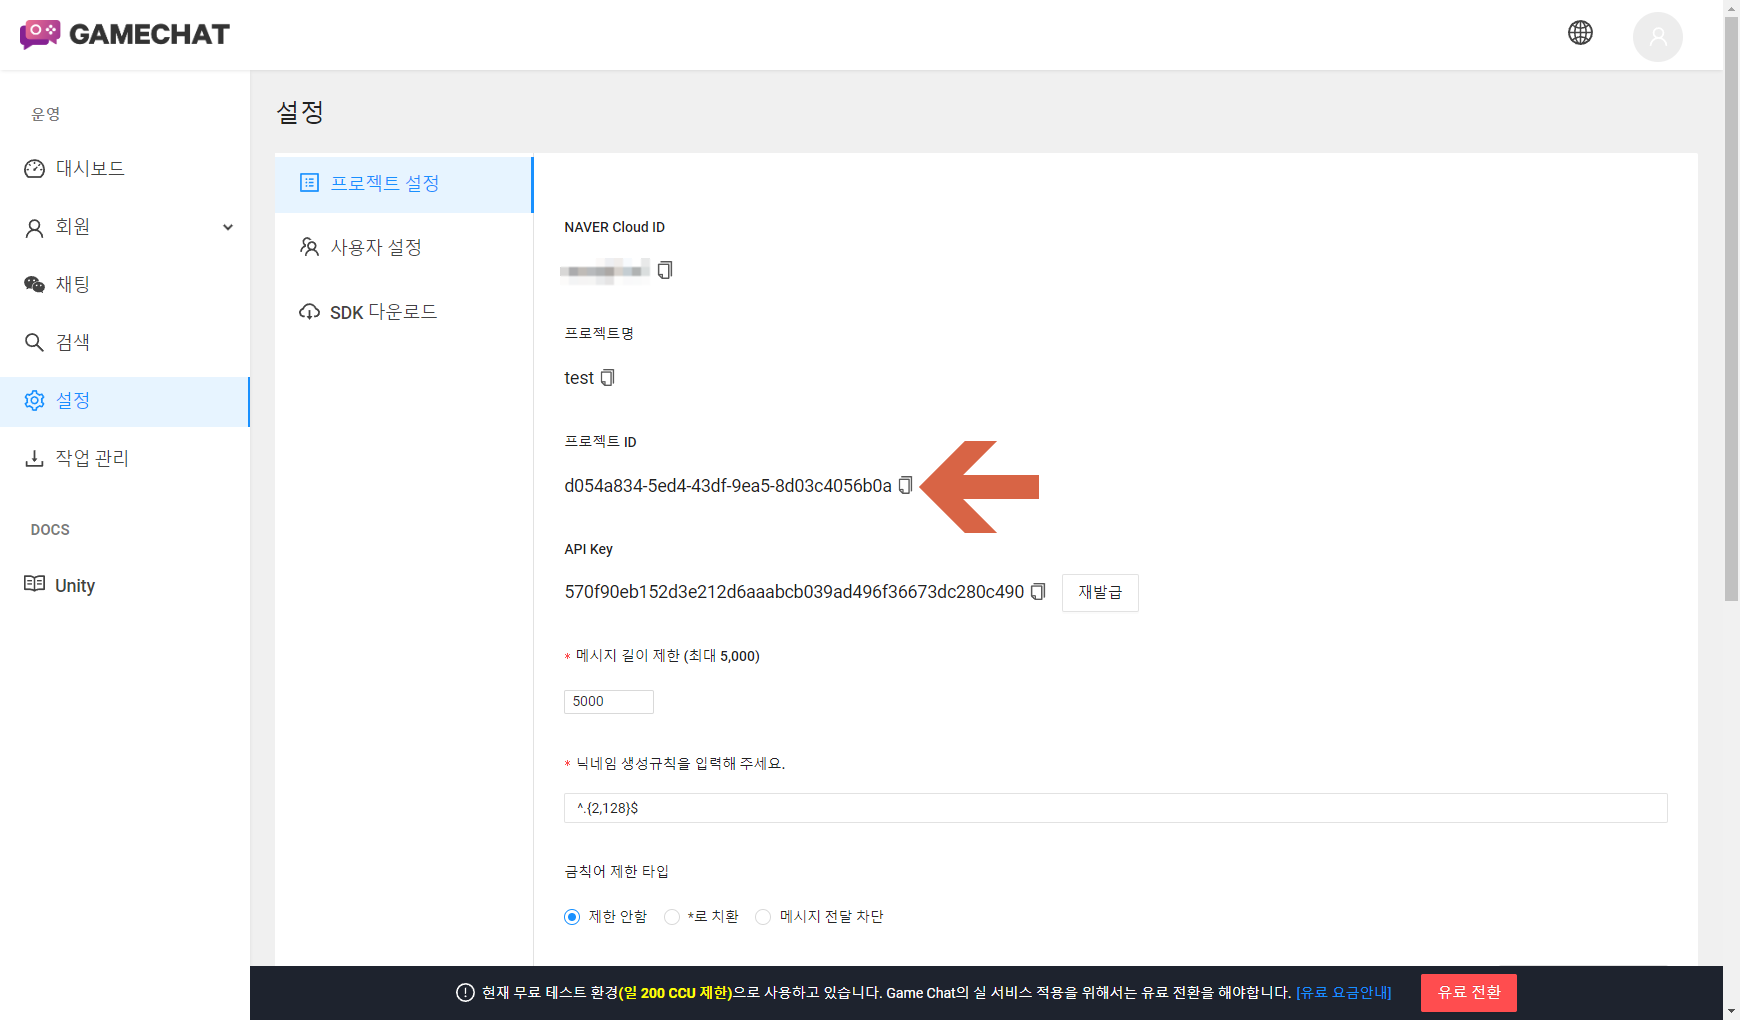 GAMECHAT
운영
대시보드
회원
채팅
검색
설정
작업 관리
DOCS
Unity
설정
프로젝트 설정
사용자 설정
SDK 다운로드
NAVER Cloud ID
프로젝트명
test
프로젝트 ID
d054a834-5ed4-43df-9ea5-8d03c4056b0a
API Key
570f90eb152d3e212d6aaabcb039ad496f36673dc280c490
재발급
* 메시지 길이 제한 (최대 5,000)
5000
* 닉네임 생성규칙을 입력해 주세요.
^.{2,128}$
금칙어 제한 타입
제한 안함 *로 치환 메시지 전달 차단
현재 무료 테스트 환경(일 200 CCU 제한)으로 사용하고 있습니다. Game Chat의 실 서비스 적용을 위해서는 유료 전환을 해야합니다. [유료 요금안내]
유료 전환